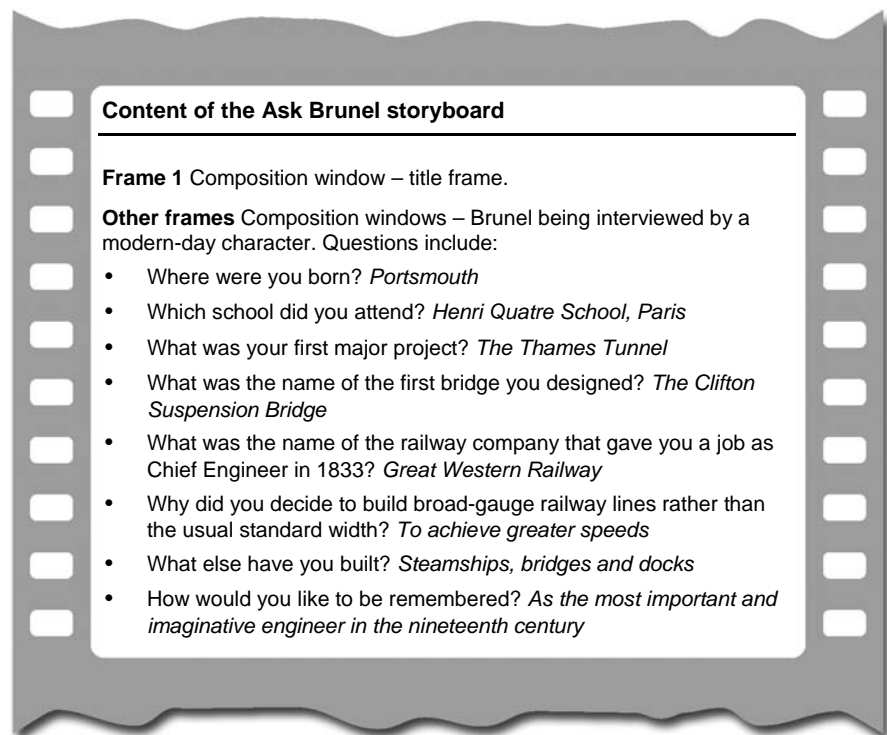 Content of the Ask Brunel storyboard
Frame 1 Composition window – title frame.
Other frames Composition windows – Brunel being interviewed by a
modern-day character. Questions include:
• Where were you born? Portsmouth
• Which school did you attend? Henri Quatre School, Paris
• What was your first major project? The Thames Tunnel
• What was the name of the first bridge you designed? The Clifton
Suspension Bridge
• What was the name of the railway company that gave you a job as
Chief Engineer in 1833? Great Western Railway
• Why did you decide to build broad-gauge railway lines rather than
the usual standard width? To achieve greater speeds
• What else have you built? Steamships, bridges and docks
• How would you like to be remembered? As the most important and
imaginative engineer in the nineteenth century